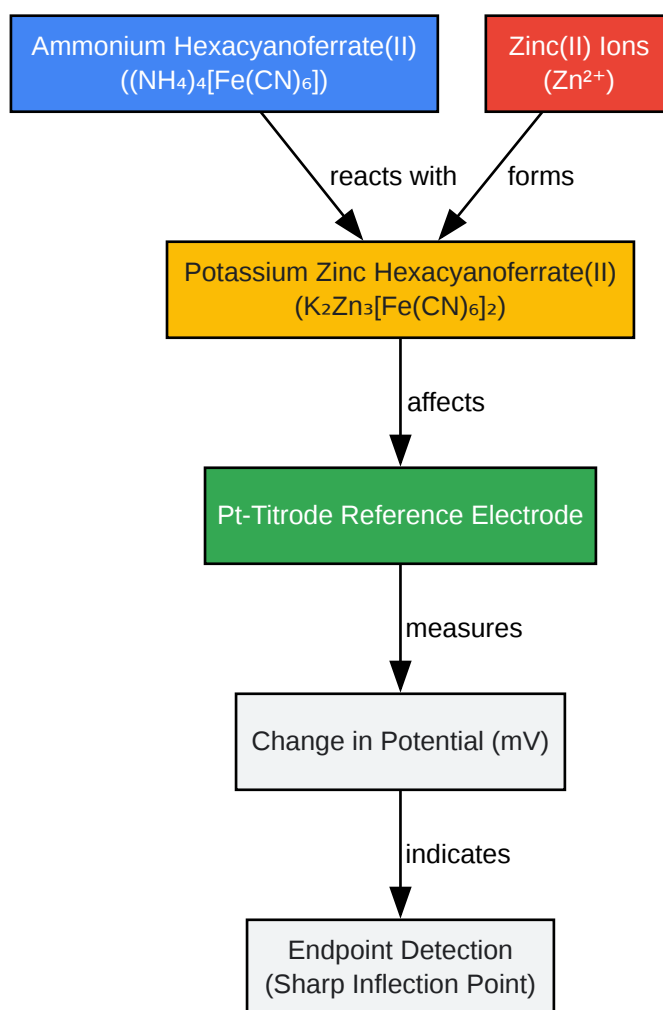 Ammonium Hexacyanoferrate(II)
((NH₄)₄[Fe(CN)₆])
Zinc(II) Ions
(Zn²⁺)
reacts with
forms
Potassium Zinc Hexacyanoferrate(II)
(K₂Zn₃[Fe(CN)₆]₂)
affects
Pt-Titrode Reference Electrode
measures
Change in Potential (mV)
indicates
Endpoint Detection
(Sharp Inflection Point)